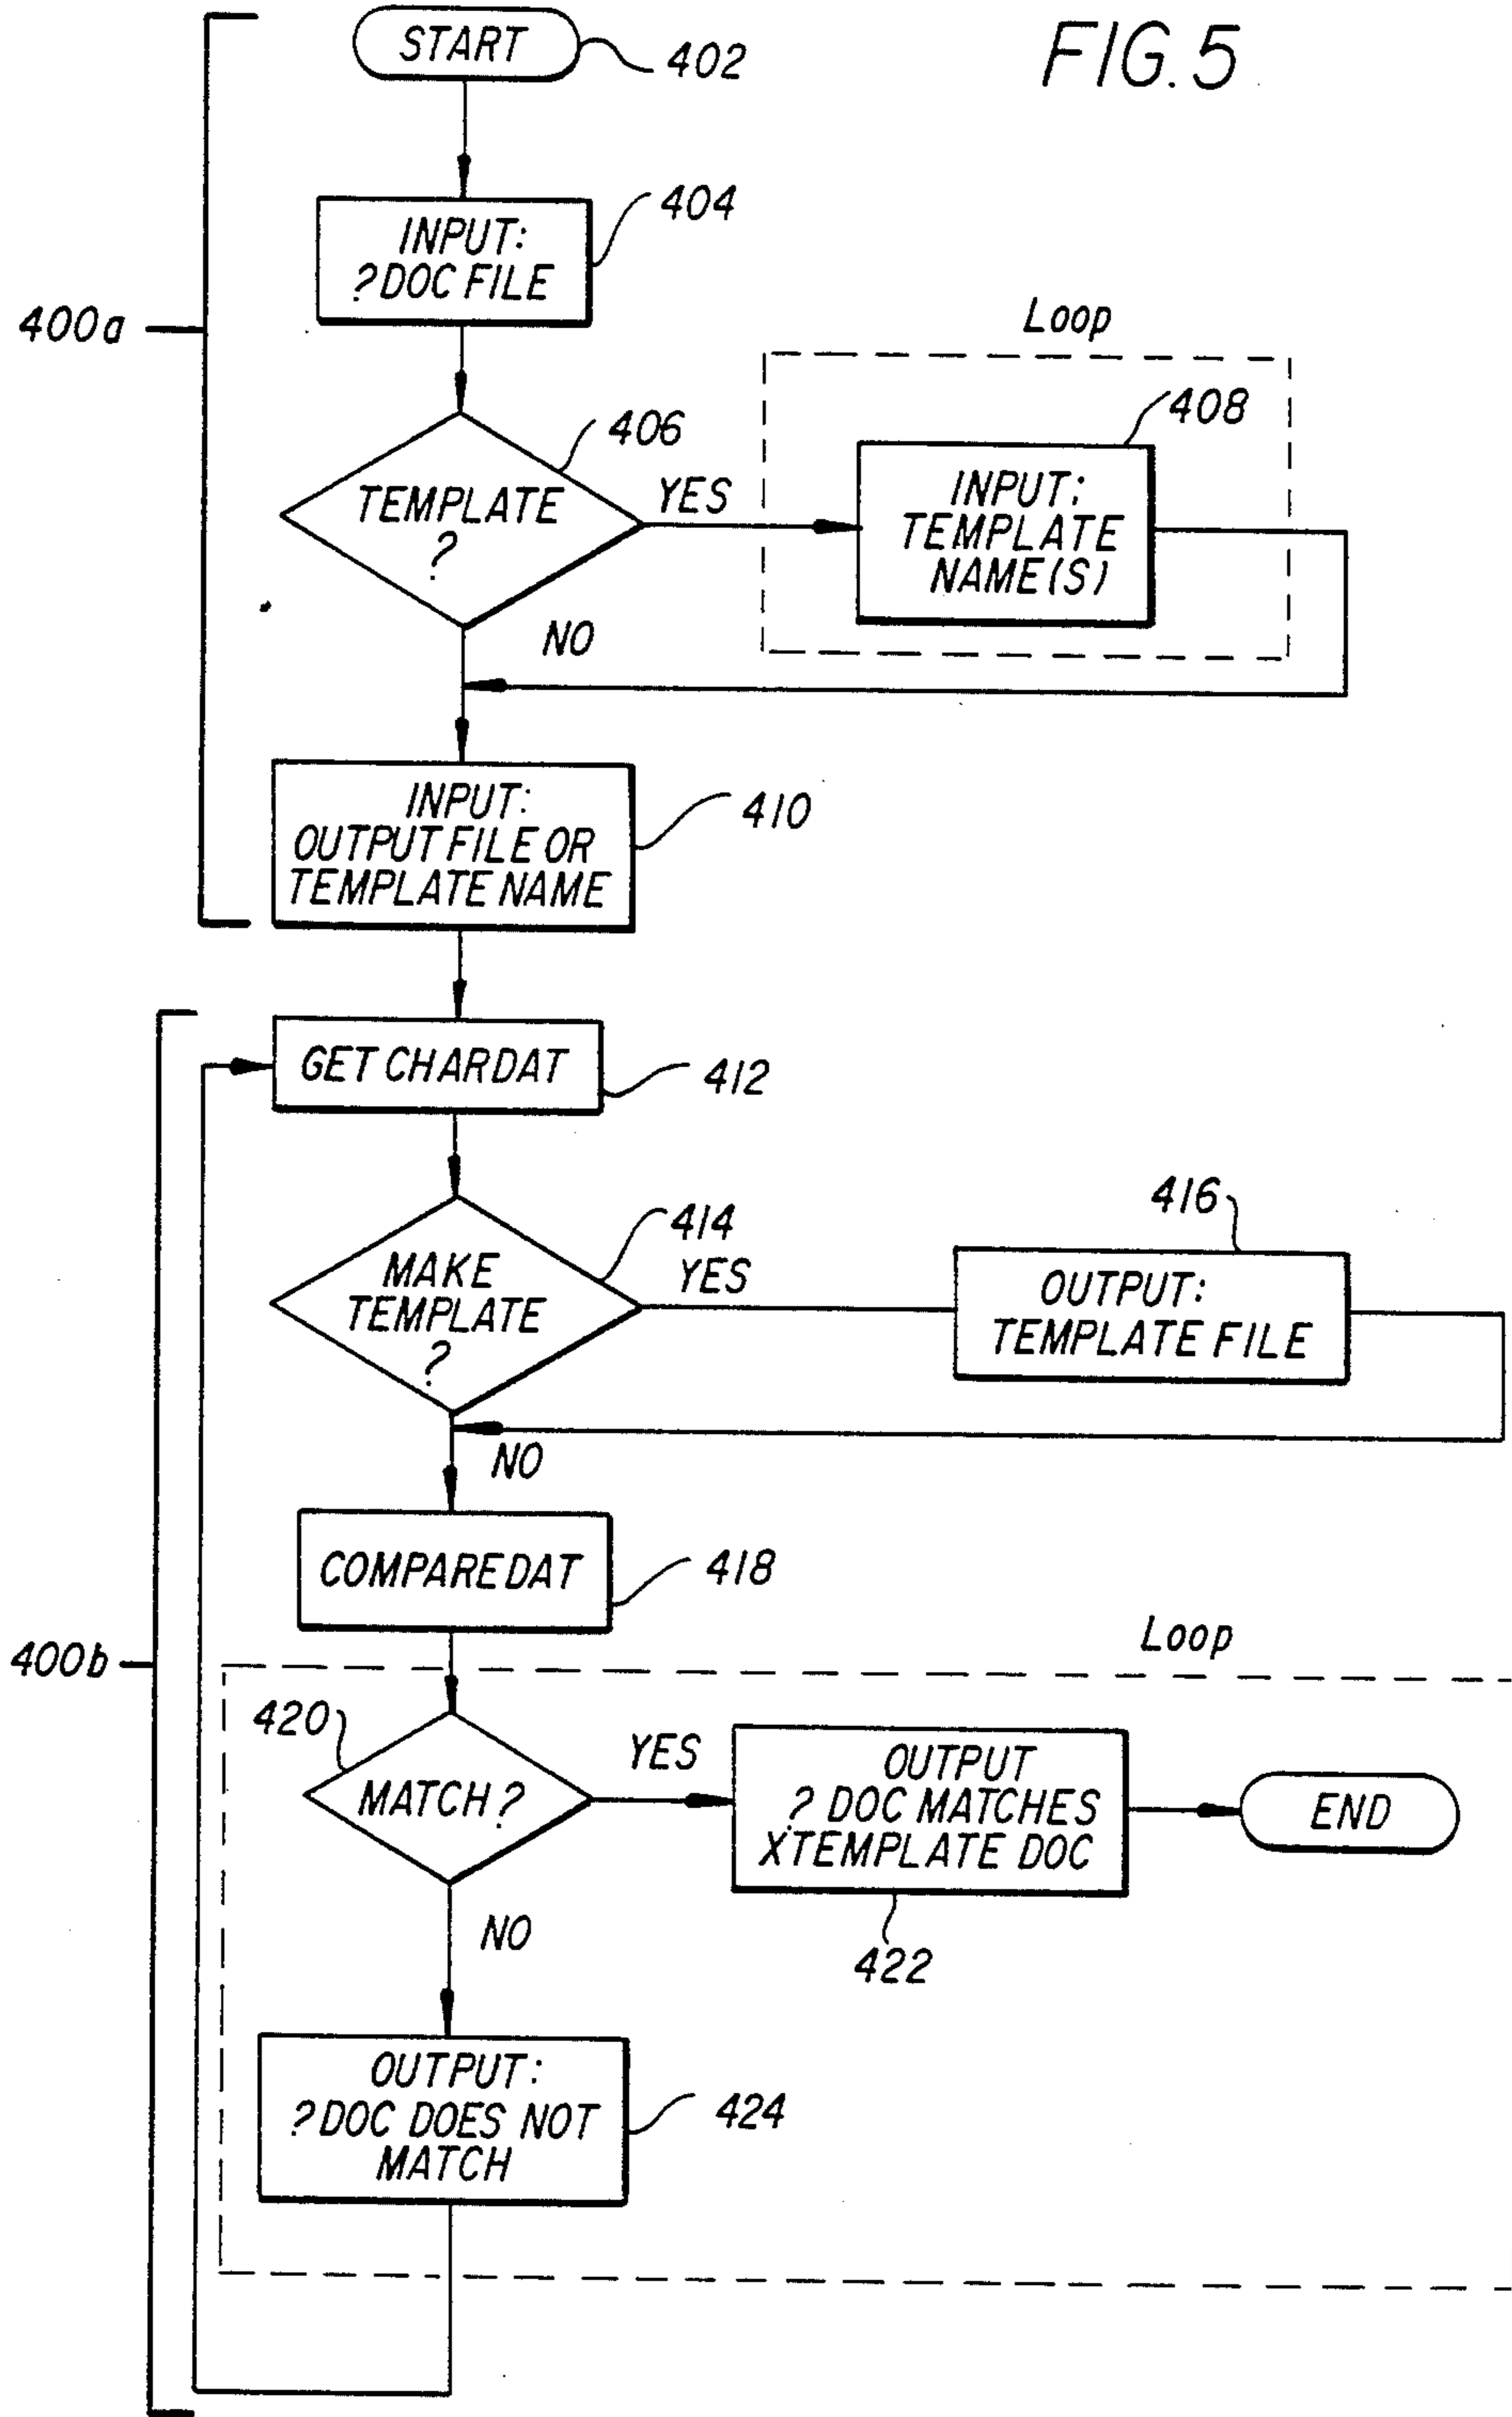 FIG. 5
START
402
INPUT:
? DOC FILE
404
400a
Loop
406
TEMPLATE
?
YES
408
INPUT:
TEMPLATE
NAME(S)
NO
INPUT:
OUTPUT FILE OR
TEMPLATE NAME
410
GET CHARDAT
412
414
MAKE
TEMPLATE
?
YES
416
OUTPUT:
TEMPLATE FILE
NO
COMPAREDAT
418
400b
Loop
420
MATCH?
YES
OUTPUT
? DOC MATCHES
XTEMPLATE DOC
422
END
NO
OUTPUT:
? DOC DOES NOT
MATCH
424